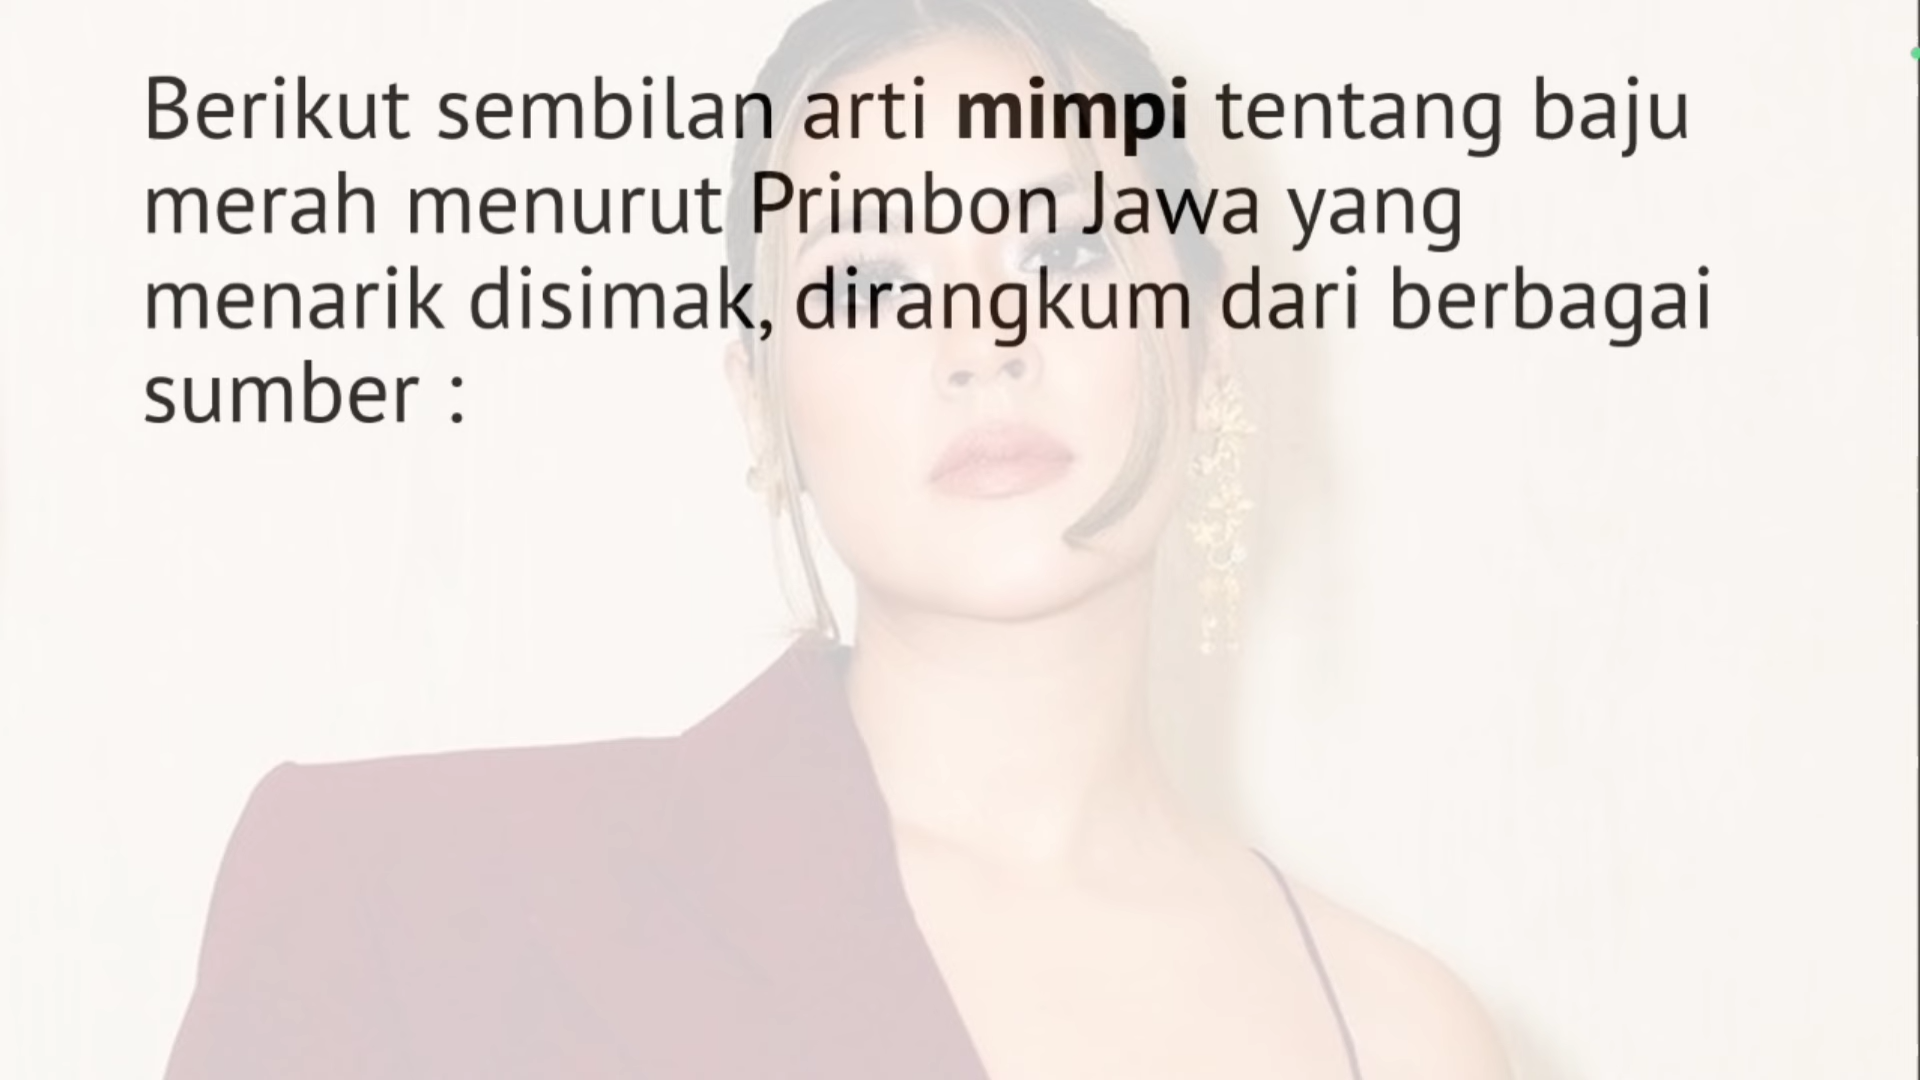 Berikut sembilan arti mimpi tentang baju
merah menurut Primbon Jawa yang
menarik disimak, dirangkum dari berbagai
sumber :